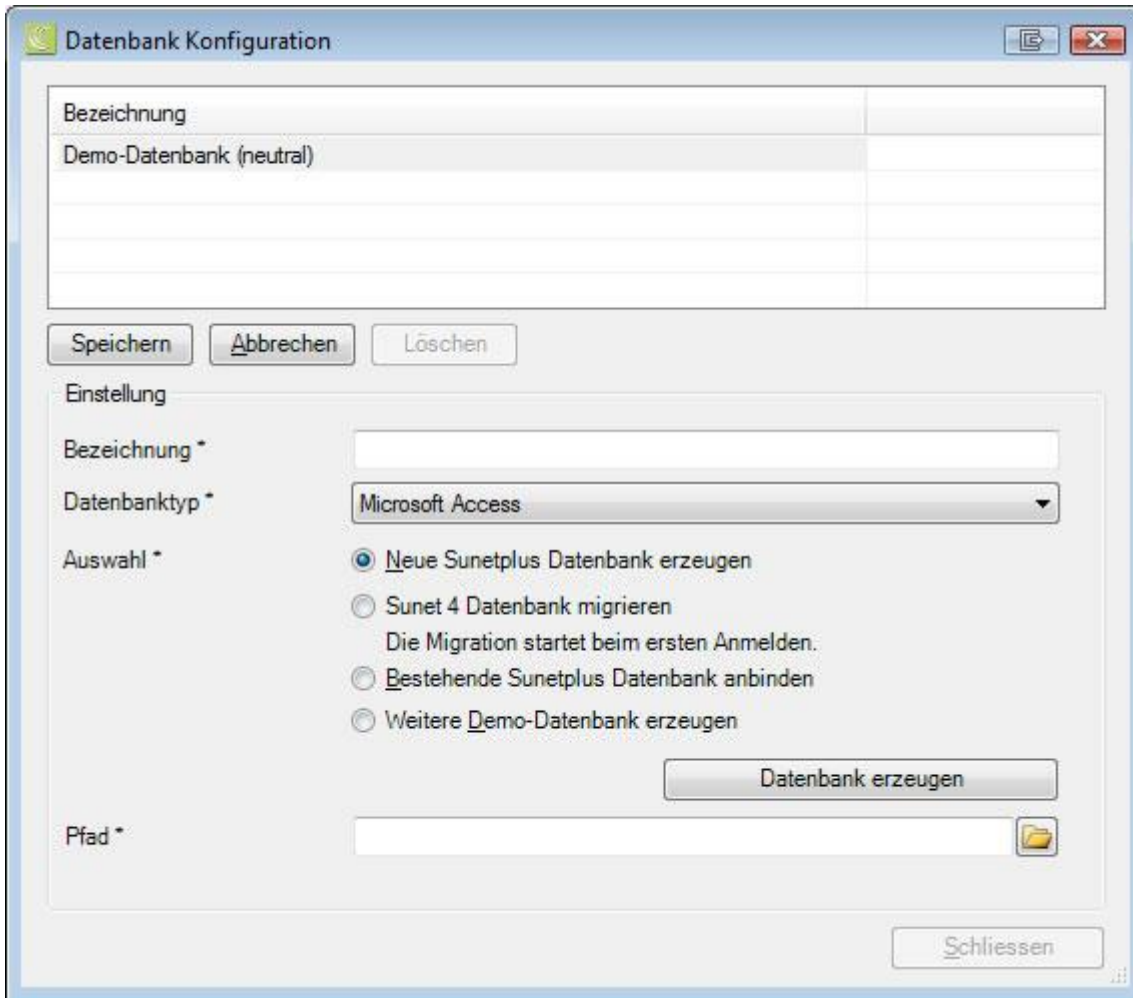 Datenbank Konfiguration
Bezeichnung
Demo-Datenbank (neutral)
Speichern Abbrechen Löschen
Einstellung
Bezeichnung *
Datenbanktyp * Microsoft Access
Auswahl * Neue Sunetplus Datenbank erzeugen
Sunet 4 Datenbank migrieren
Die Migration startet beim ersten Anmelden.
Bestehende Sunetplus Datenbank anbinden
Weitere Demo-Datenbank erzeugen
Datenbank erzeugen
Pfad *
Schliessen